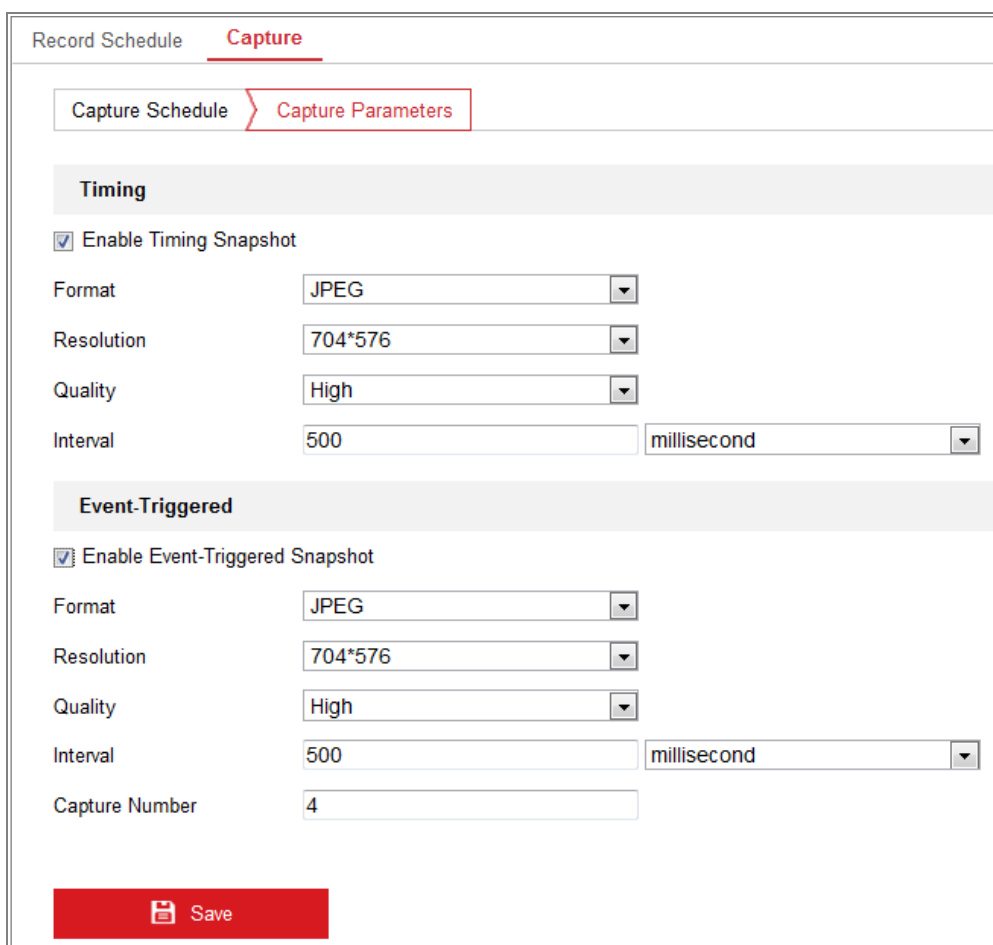 Record Schedule Capture
Capture Schedule Capture Parameters
Timing
Enable Timing Snapshot
Format JPEG
Resolution 704*576
Quality High
Interval 500 millisecond
Event-Triggered
Enable Event-Triggered Snapshot
Format JPEG
Resolution 704*576
Quality High
Interval 500 millisecond
Capture Number 4
Save